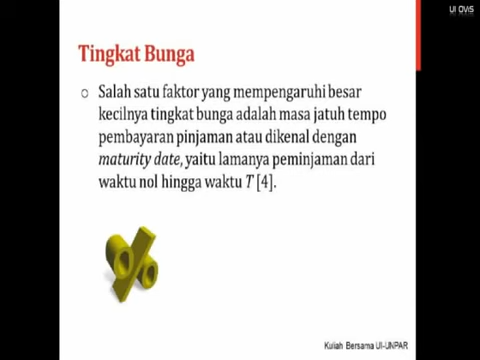 UI OViS
Tingkat Bunga
Salah satu faktor yang mempengaruhi besar
kecilnya tingkat bunga adalah masa jatuh tempo
pembayaran pinjaman atau dikenal dengan
maturity date, yaitu lamanya peminjaman dari
waktu nol hingga waktu T [4].
Kuliah Bersama UI-UNPAR